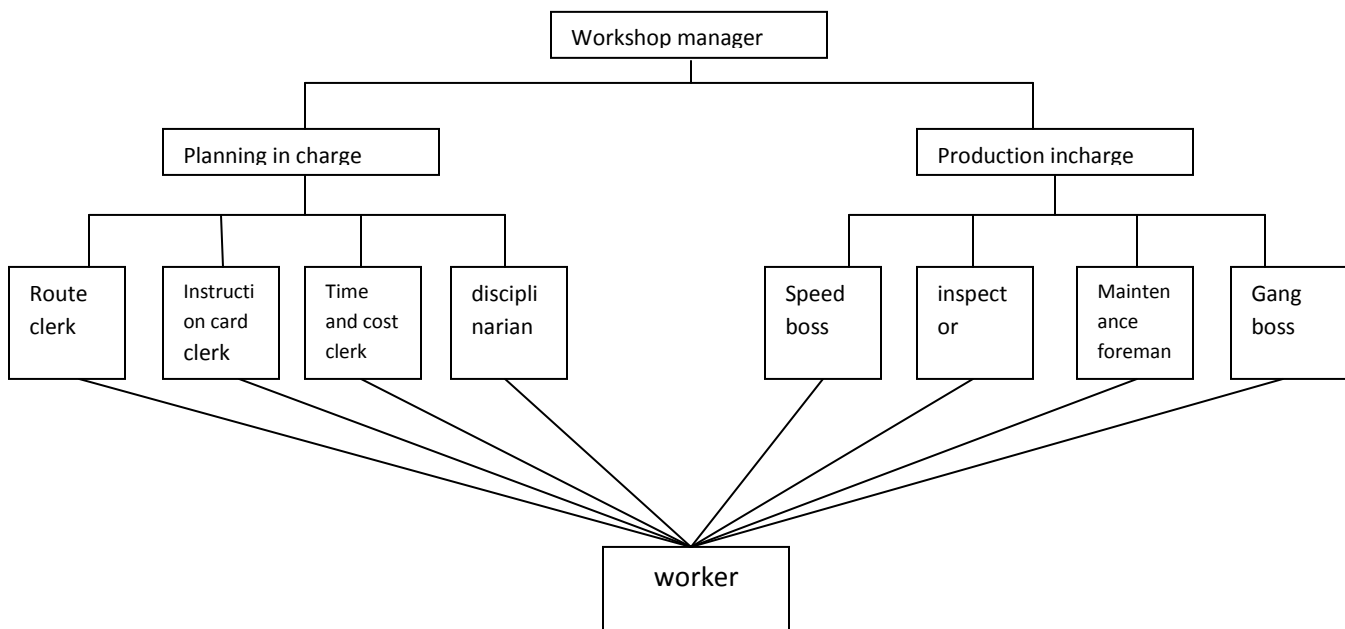 Workshop manager
Planning in charge
Production incharge
Route
clerk
Instructi
on card
clerk
Time
and cost
clerk
discipli
narian
Speed
boss
inspect
or
Mainten
ance
foreman
Gang
boss
worker